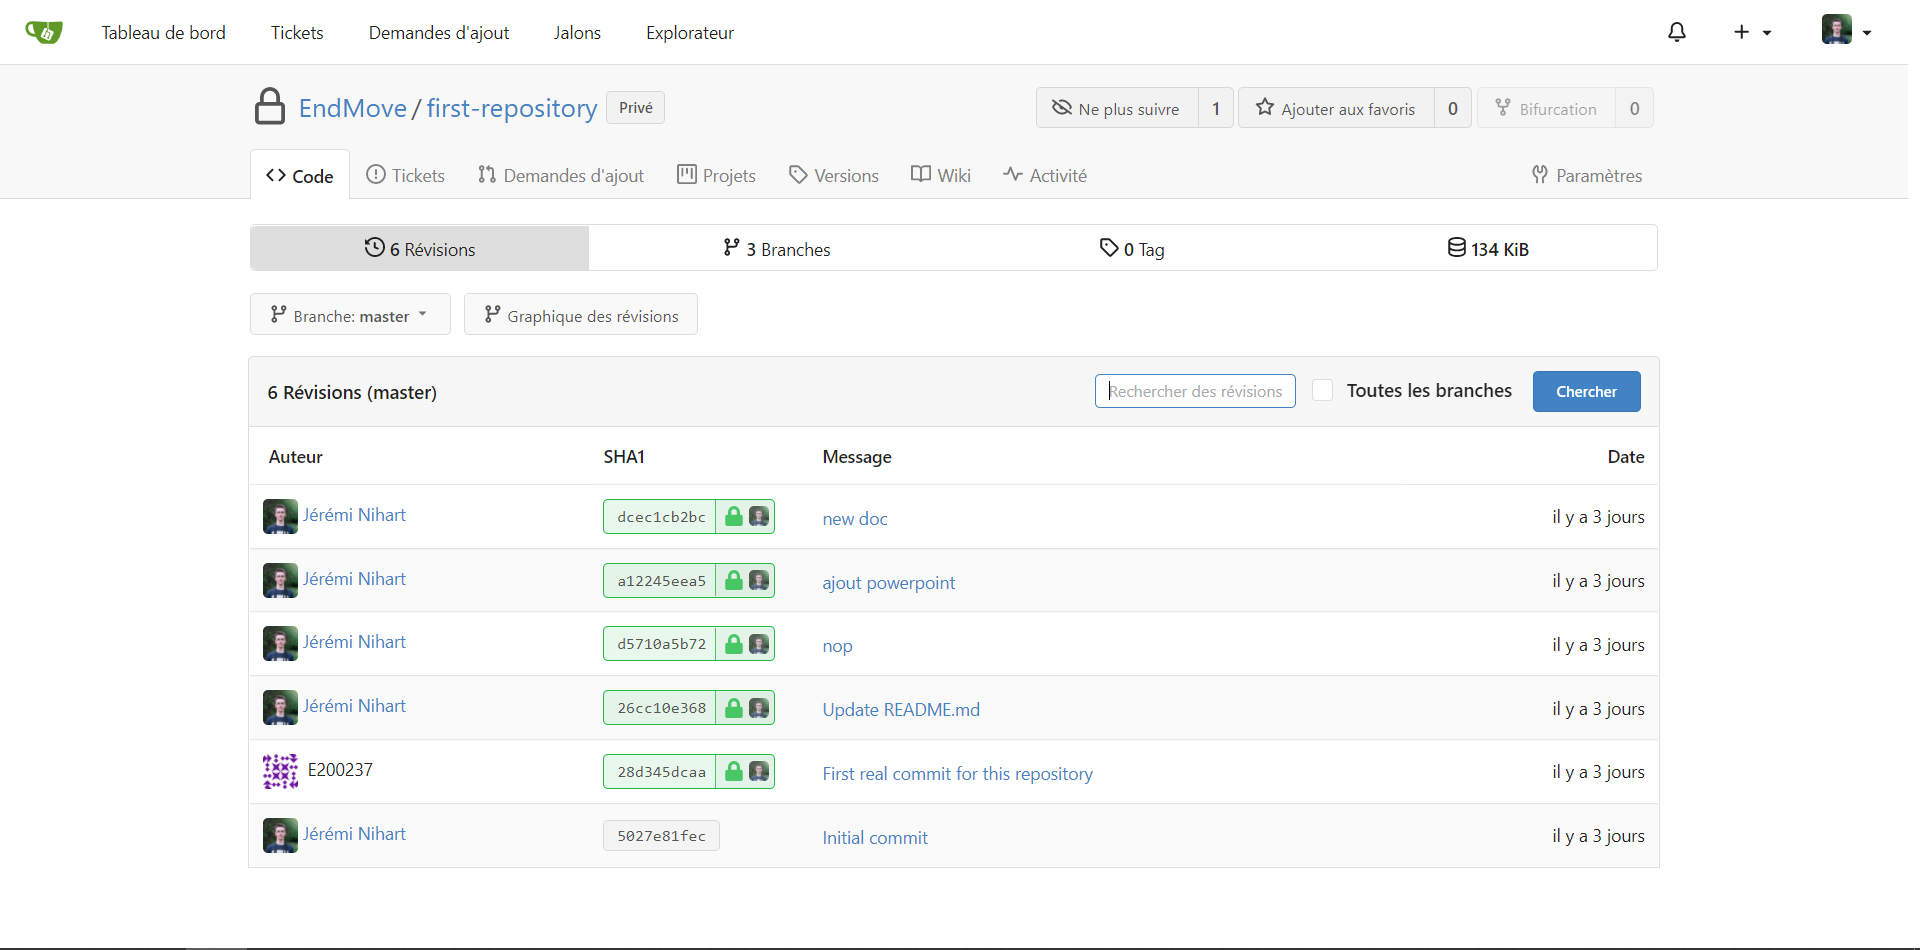 Tableau de bord Tickets Demandes d'ajout Jalons Explorateur
EndMove / first-repository Privé Ne plus suivre 1 Ajouter aux favoris 0 Bifurcation 0
Code Tickets Demandes d'ajout Projets Versions Wiki Activité Paramètres
6 Révisions 3 Branches 0 Tag 134 KiB
Branche: master Graphique des révisions
6 Révisions (master) Rechercher des révisions Toutes les branches Chercher
Auteur SHA1 Message Date
Jérémi Nihart dcec1cb2bc new doc il y a 3 jours
Jérémi Nihart a12245eea5 ajout powerpoint il y a 3 jours
Jérémi Nihart d5710a5b72 nop il y a 3 jours
Jérémi Nihart 26cc10e368 Update README.md il y a 3 jours
E200237 28d345dcaa First real commit for this repository il y a 3 jours
Jérémi Nihart 5027e81fec Initial commit il y a 3 jours